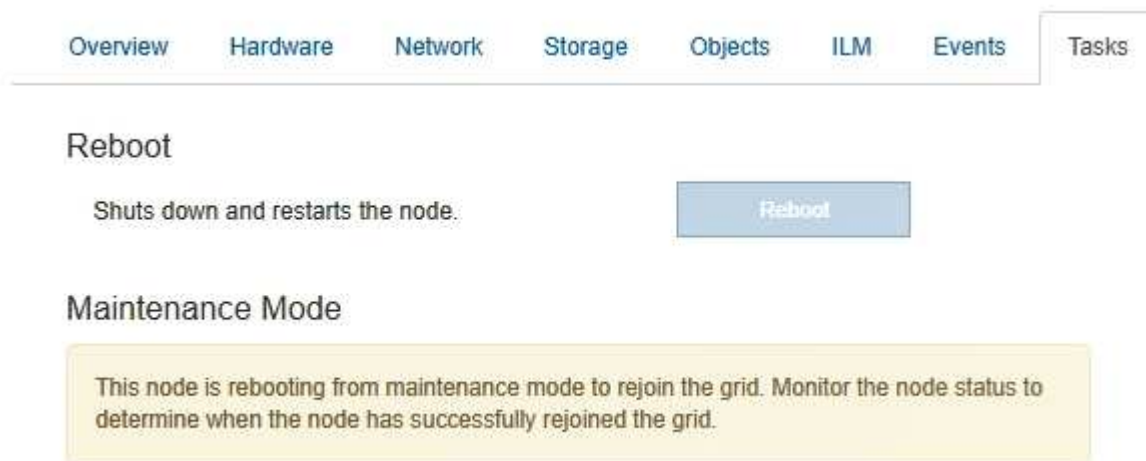 Overview Hardware Network Storage Objects ILM Events Tasks
Reboot
Shuts down and restarts the node. Reboot
Maintenance Mode
This node is rebooting from maintenance mode to rejoin the grid. Monitor the node status to
determine when the node has successfully rejoined the grid.